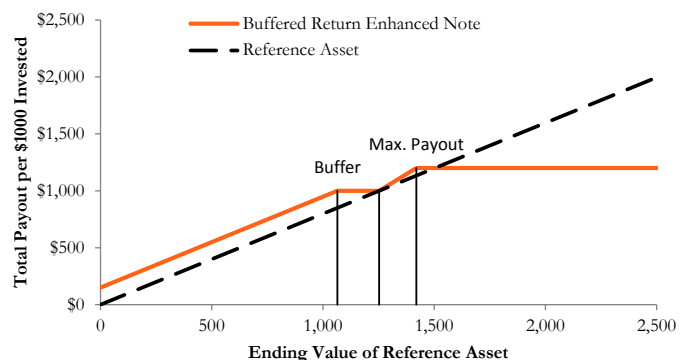 $2,500
$2,000
$1,500
$1,000
$500
$0
Total Payout per $1000 Invested
Buffered Return Enhanced Note
Reference Asset
Max. Payout
Buffer
0 500 1,000 1,500 2,000 2,500
Ending Value of Reference Asset